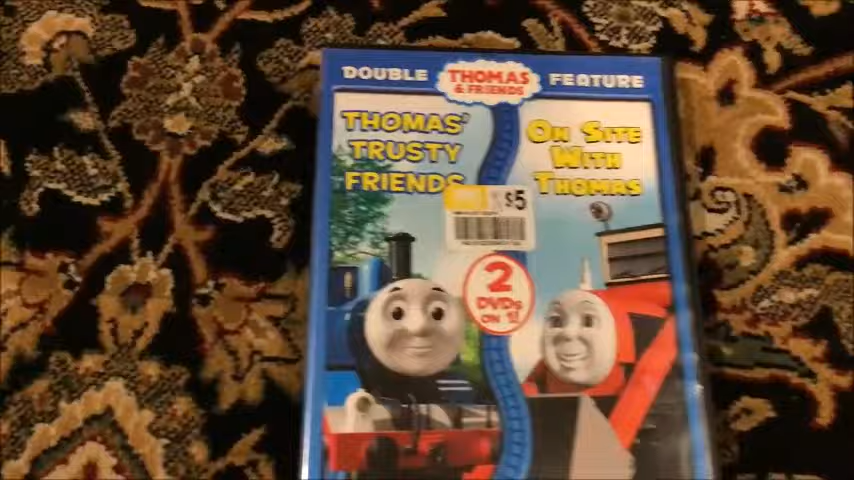 DOUBLE
THOMAS
& FRIENDS
FEATURE
THOMAS'
TRUSTY
FRIENDS
ON SITE
WITH
THOMAS
$5
2
DVDs
ON 1!